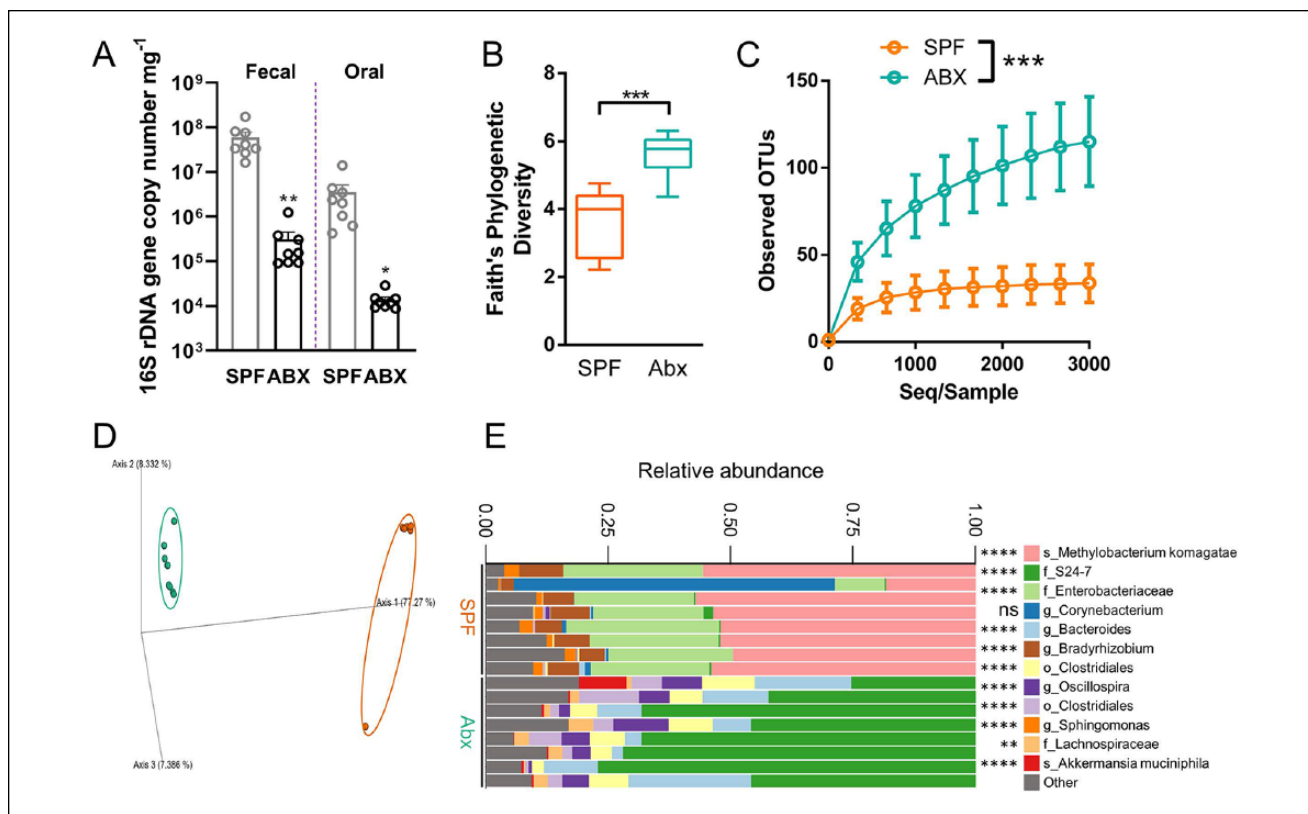 A
16S rDNA gene copy number mg-1
Fecal
Oral
10⁹
10⁸
10⁷
10⁶
10⁵
10⁴
10³
**
*
SPF ABX
SPF ABX
B
Faith's Phylogenetic
Diversity
8
6
4
2
0
***
SPF
Abx
C
SPF
ABX
***
Observed OTUs
150
100
50
0
0
1000
2000
3000
Seq/Sample
D
Axis 2 (8.332 %)
Axis 1 (77.27 %)
Axis 3 (7.386 %)
E
Relative abundance
0.00
0.25
0.50
0.75
1.00
SPF
Abx
**** s_Methylobacterium komagatae
**** f_S24-7
**** f_Enterobacteriaceae
ns g_Corynebacterium
**** g_Bacteroides
**** g_Bradyrhizobium
**** o_Clostridiales
**** g_Oscillospira
**** o_Clostridiales
**** g_Sphingomonas
** f_Lachnospiraceae
**** s_Akkermansia muciniphila
Other